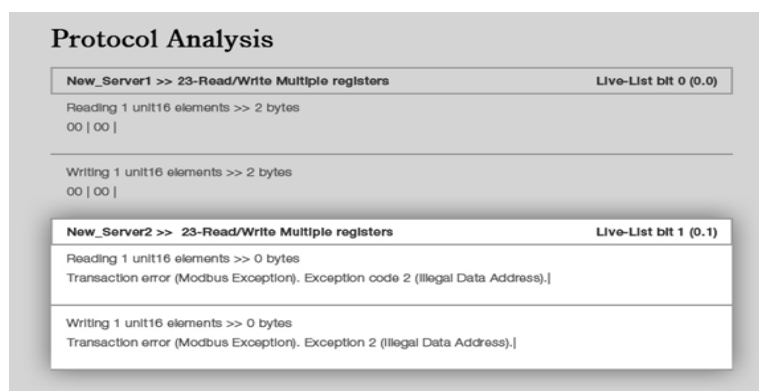 Protocol Analysis
New_Server1 >> 23-Read/Write Multiple registers Live-List bit 0 (0.0)
Reading 1 unit16 elements >> 2 bytes
00 | 00 |
Writing 1 unit16 elements >> 2 bytes
00 | 00 |
New_Server2 >> 23-Read/Write Multiple registers Live-List bit 1 (0.1)
Reading 1 unit16 elements >> 0 bytes
Transaction error (Modbus Exception). Exception code 2 (Illegal Data Address).|
Writing 1 unit16 elements >> 0 bytes
Transaction error (Modbus Exception). Exception 2 (Illegal Data Address).|